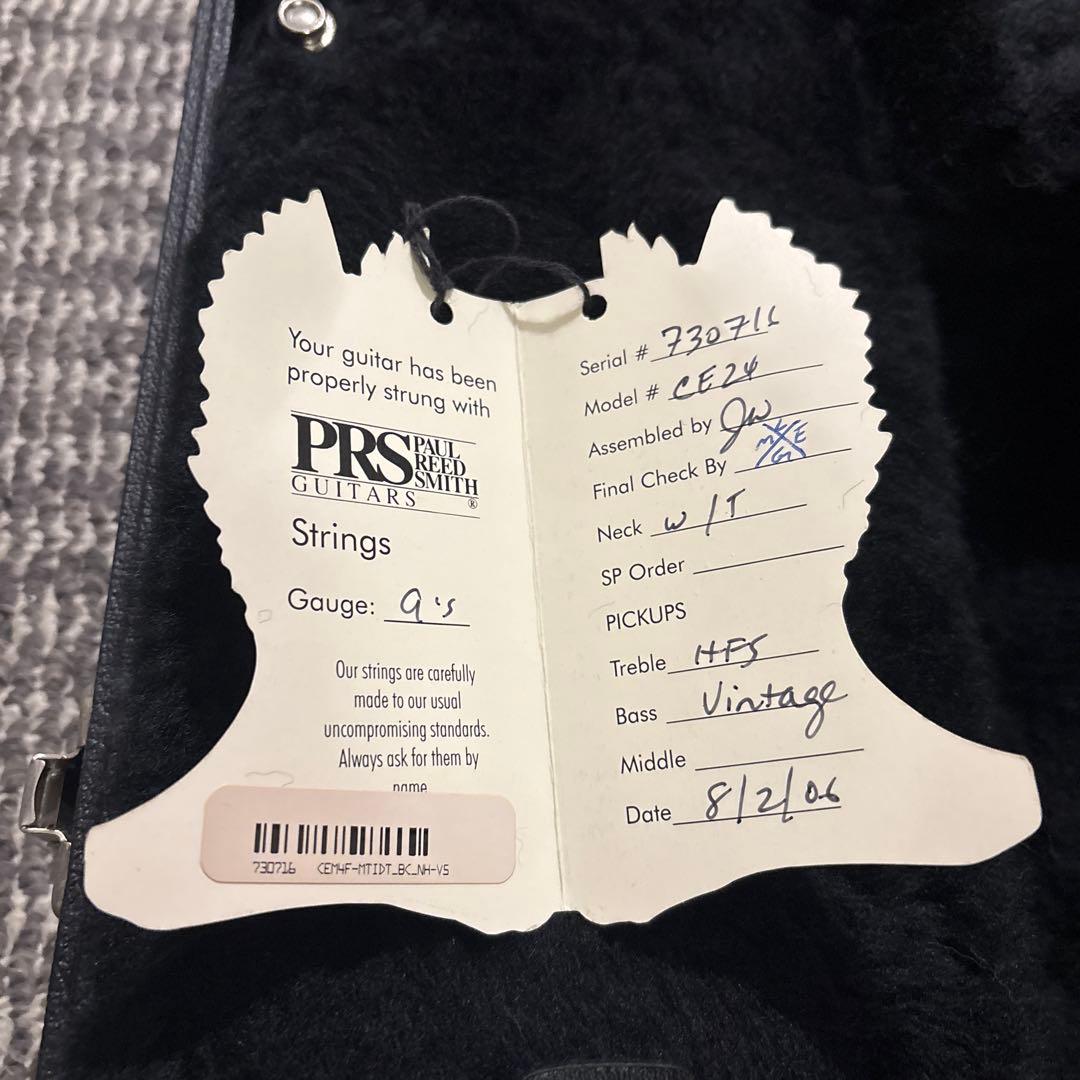 Your guitar has been
properly strung with
PRS PAUL
REED
SMITH
GUITARS ®
Strings
Gauge: 9's
Our strings are carefully
made to our usual
uncompromising standards.
Always ask for them by
name
730716 CEM4F-MTIDT_BC_NH-V5
Serial # 730716
Model # CE24
Assembled by JW
Final Check By
Neck W/T
SP Order
PICKUPS
Treble HFS
Bass Vintage
Middle
Date 8/2/06